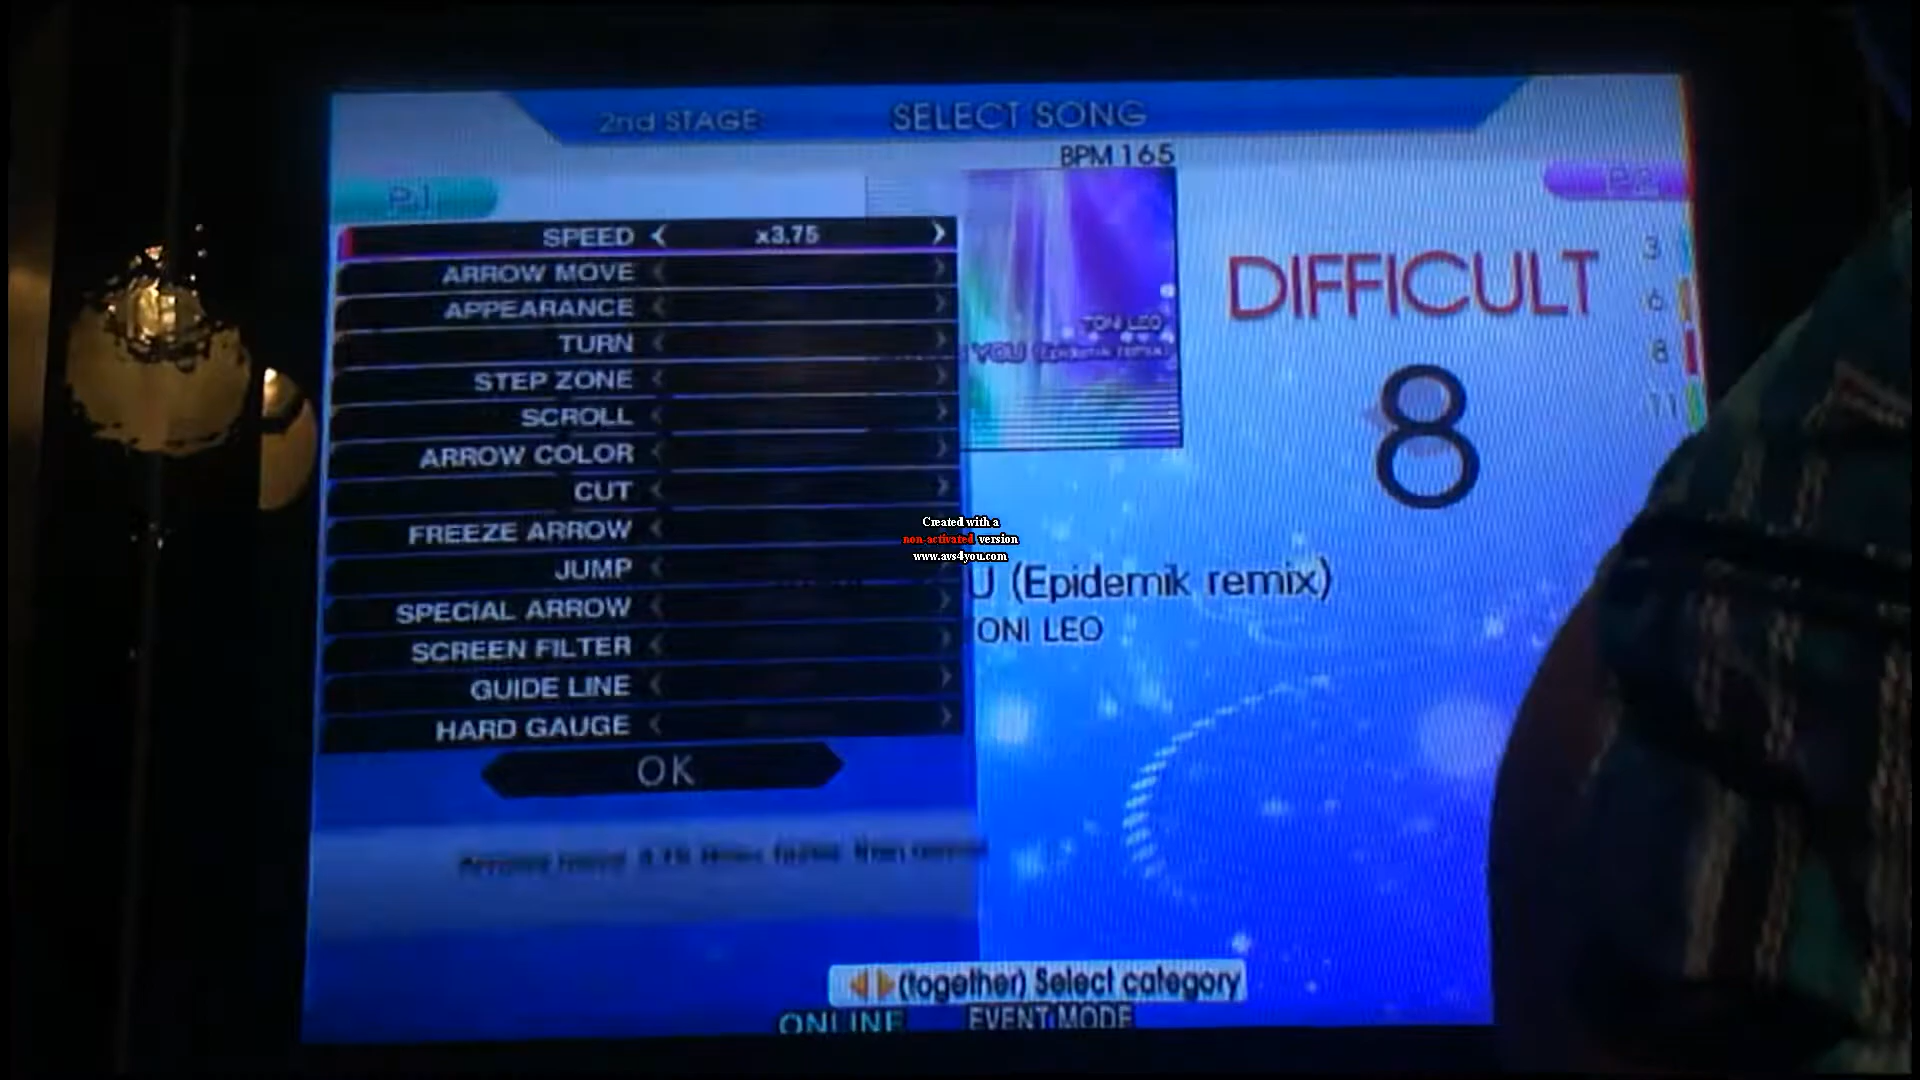 2nd STAGE
SELECT SONG
BPM 165
P1
P2
SPEED
x3.75
ARROW MOVE
APPEARANCE
TURN
STEP ZONE
SCROLL
ARROW COLOR
CUT
FREEZE ARROW
JUMP
SPECIAL ARROW
SCREEN FILTER
GUIDE LINE
HARD GAUGE
OK
TONI LEO
YOU (Epidemik remix)
DIFFICULT
8
3
6
8
11
Created with a
non-activated version
www.avs4you.com
U (Epidemik remix)
ONI LEO
(together) Select category
ONLINE
EVENT MODE